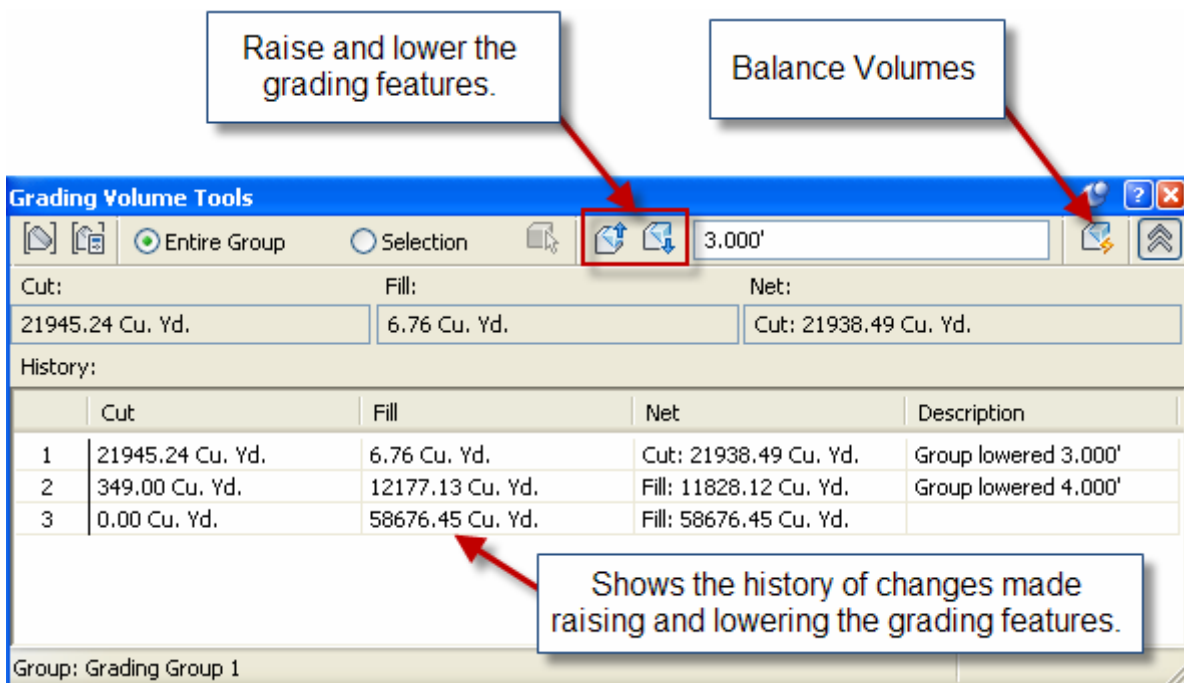 Raise and lower the
grading features.
Balance Volumes
Grading Volume Tools
Entire Group Selection 3.000'
Cut: Fill: Net:
21945.24 Cu. Yd. 6.76 Cu. Yd. Cut: 21938.49 Cu. Yd.
History:
Cut Fill Net Description
1 21945.24 Cu. Yd. 6.76 Cu. Yd. Cut: 21938.49 Cu. Yd. Group lowered 3.000'
2 349.00 Cu. Yd. 12177.13 Cu. Yd. Fill: 11828.12 Cu. Yd. Group lowered 4.000'
3 0.00 Cu. Yd. 58676.45 Cu. Yd. Fill: 58676.45 Cu. Yd.
Shows the history of changes made
raising and lowering the grading features.
Group: Grading Group 1